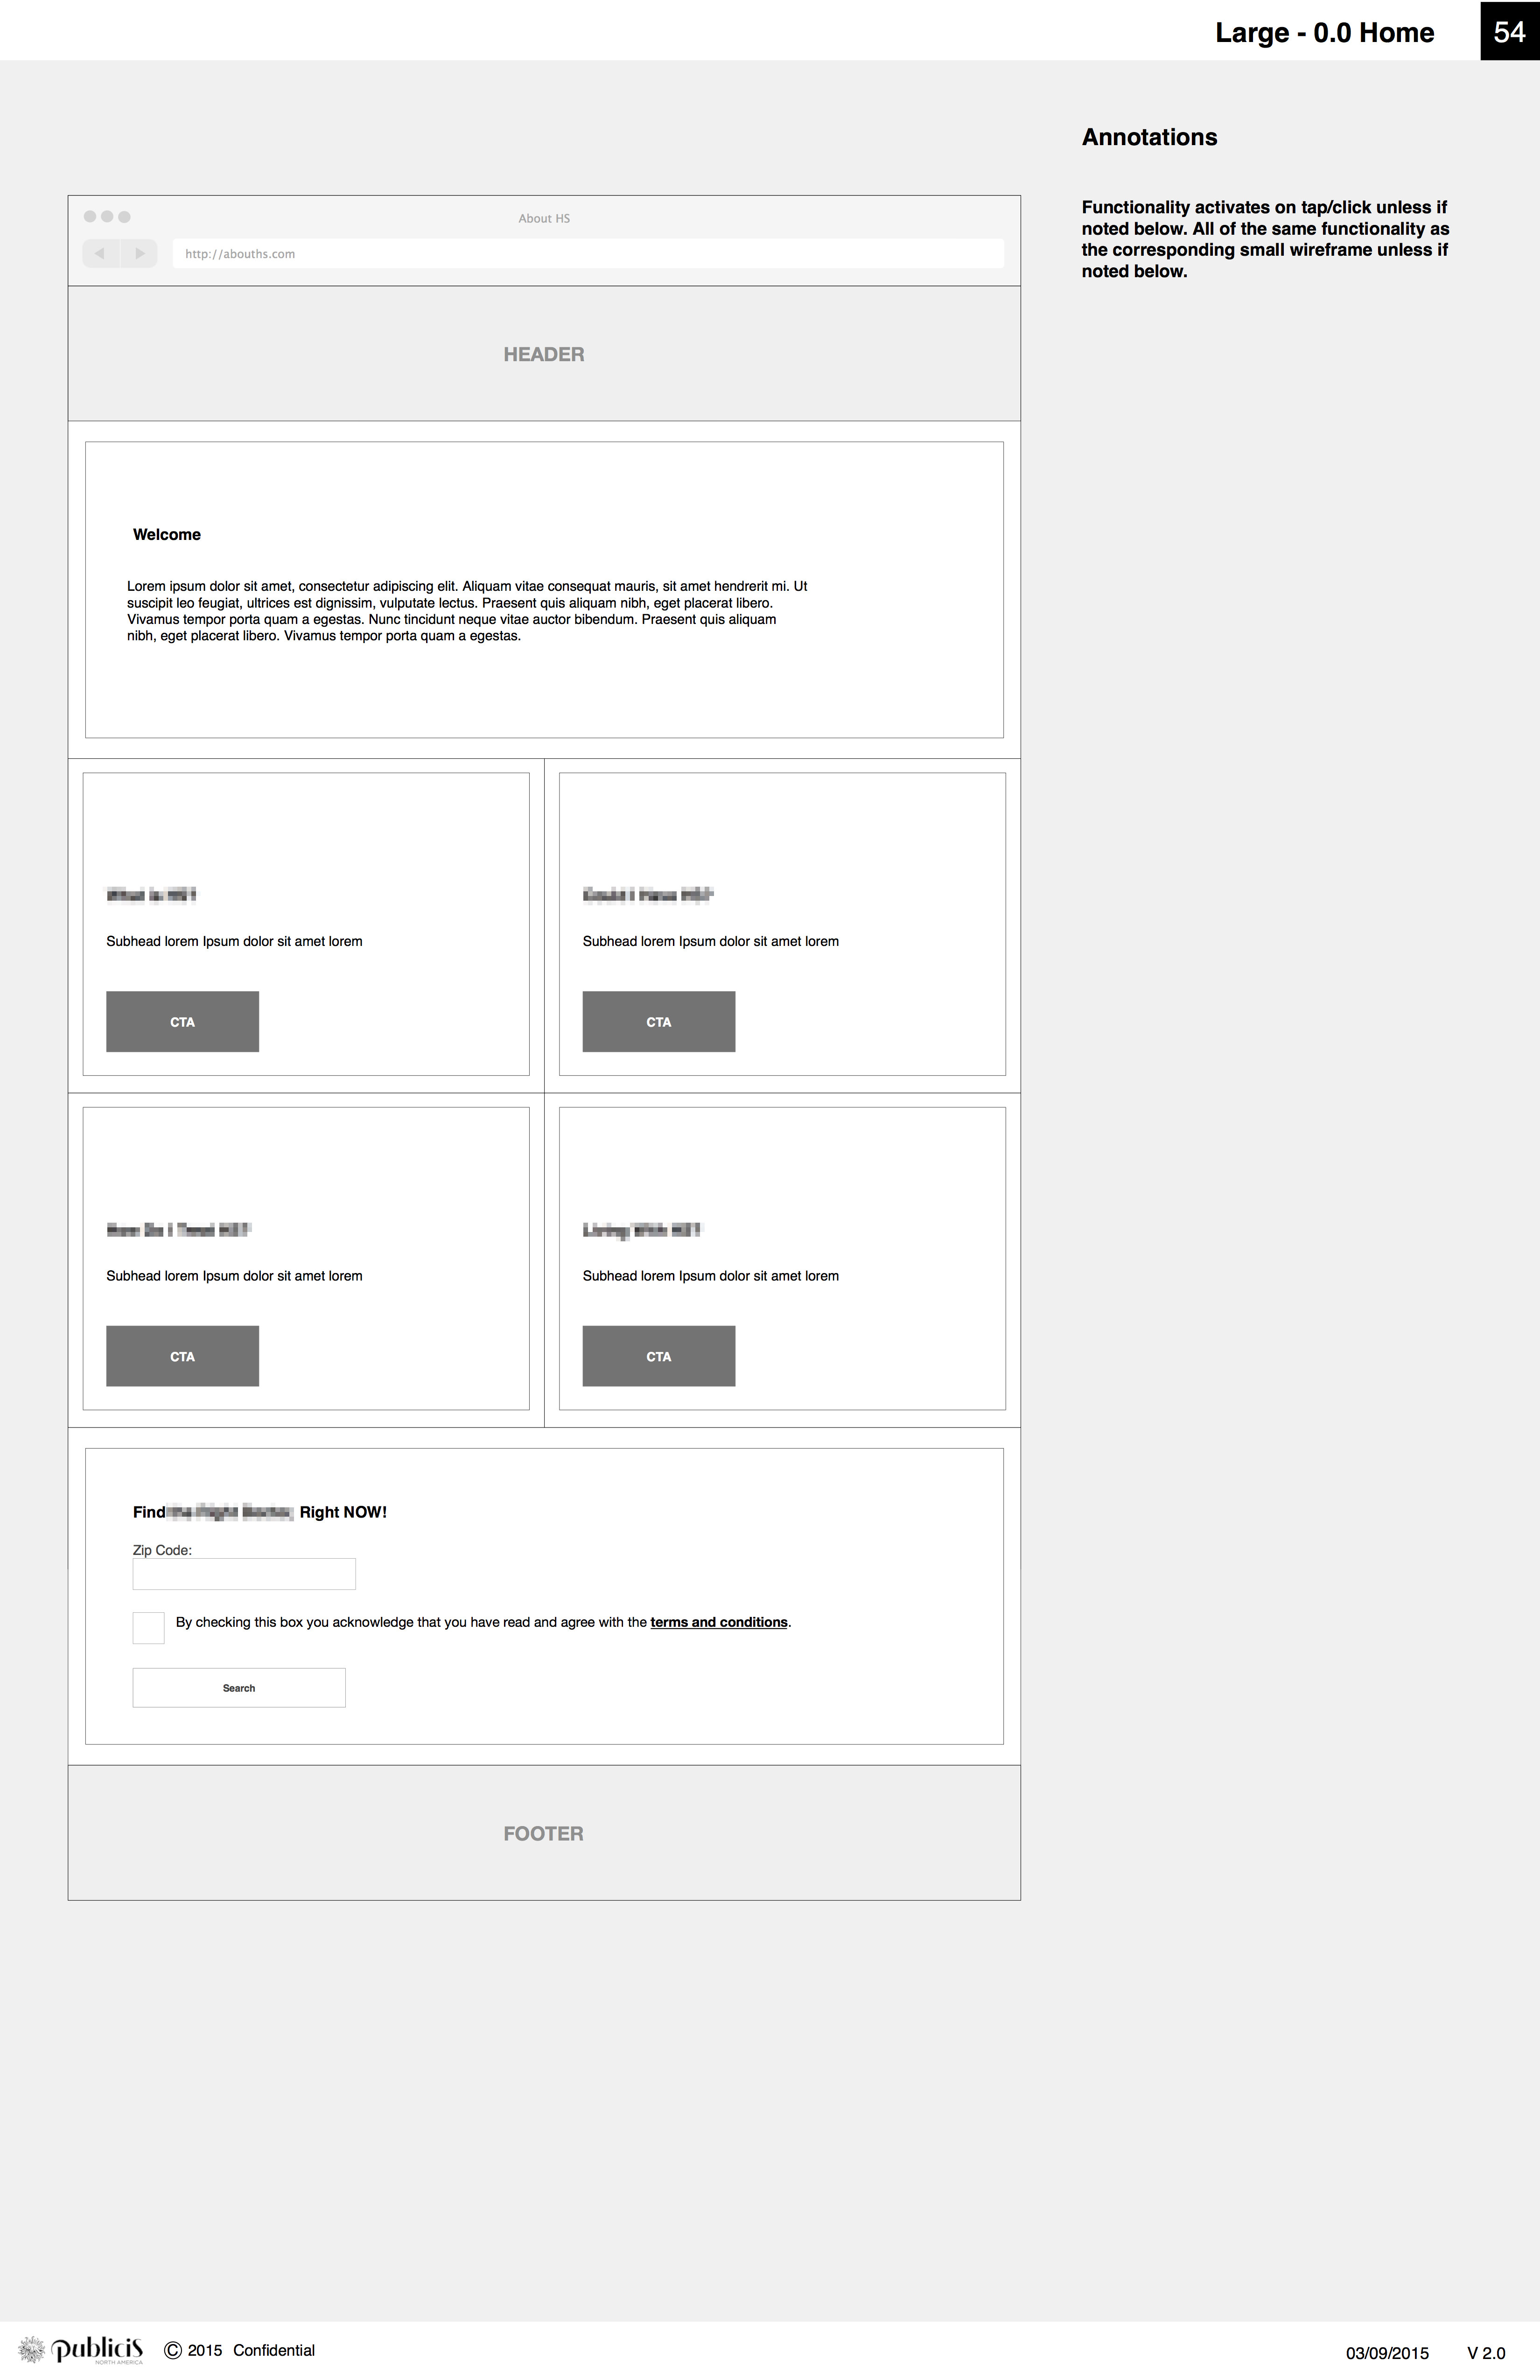 Large - 0.0 Home
54
Annotations
Functionality activates on tap/click unless if
noted below. All of the same functionality as
the corresponding small wireframe unless if
noted below.
About HS
http://abouths.com
HEADER
Welcome
Lorem ipsum dolor sit amet, consectetur adipiscing elit. Aliquam vitae consequat mauris, sit amet hendrerit mi. Ut
suscipit leo feugiat, ultrices est dignissim, vulputate lectus. Praesent quis aliquam nibh, eget placerat libero.
Vivamus tempor porta quam a egestas. Nunc tincidunt neque vitae auctor bibendum. Praesent quis aliquam
nibh, eget placerat libero. Vivamus tempor porta quam a egestas.
Subhead lorem Ipsum dolor sit amet lorem
CTA
Subhead lorem Ipsum dolor sit amet lorem
CTA
Subhead lorem Ipsum dolor sit amet lorem
CTA
Subhead lorem Ipsum dolor sit amet lorem
CTA
Find Right NOW!
Zip Code:
By checking this box you acknowledge that you have read and agree with the terms and conditions.
Search
FOOTER
publicis
NORTH AMERICA
© 2015 Confidential
03/09/2015 V 2.0